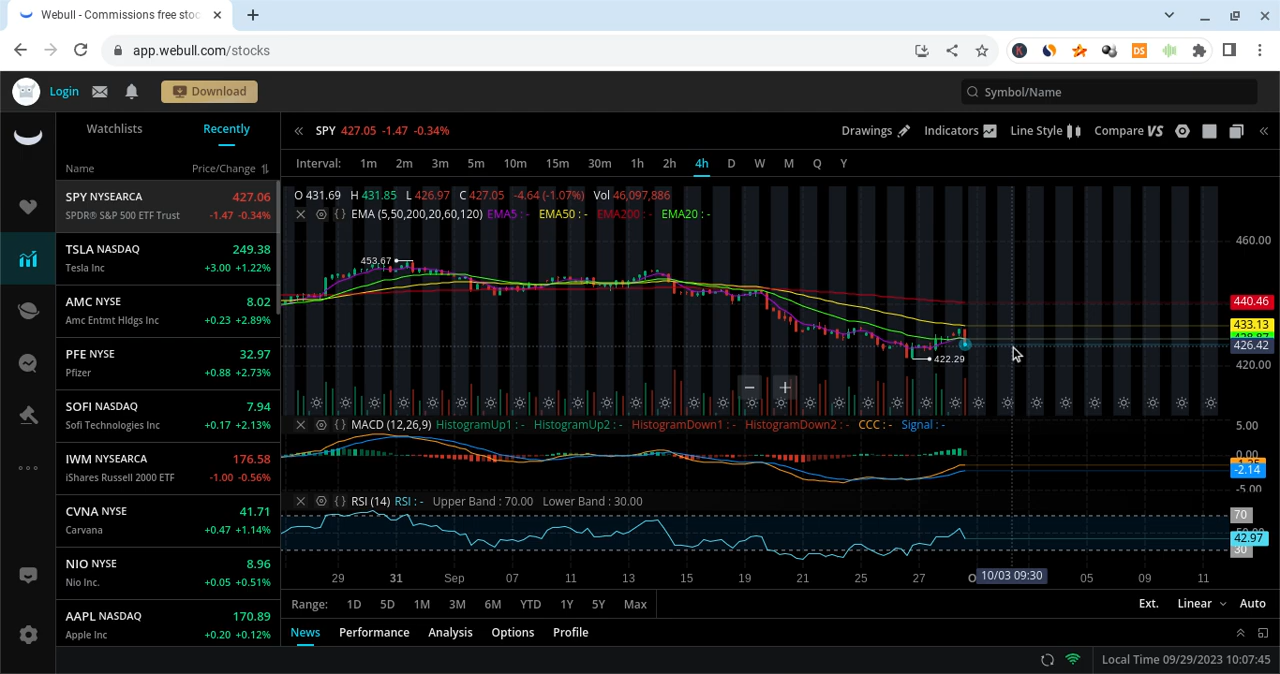 Webull - Commissions free stoc
app.webull.com/stocks
DS
Login
Download
Symbol/Name
Watchlists
Recently
Name
Price/Change
SPY NYSEARCA
427.06
SPDR® S&P 500 ETF Trust
-1.47 -0.34%
TSLA NASDAQ
249.38
Tesla Inc
+3.00 +1.22%
AMC NYSE
8.02
Amc Entmt Hldgs Inc
+0.23 +2.89%
PFE NYSE
32.97
Pfizer
+0.88 +2.73%
SOFI NASDAQ
7.94
Sofi Technologies Inc
+0.17 +2.13%
IWM NYSEARCA
176.58
iShares Russell 2000 ETF
-1.00 -0.56%
CVNA NYSE
41.71
Carvana
+0.47 +1.14%
NIO NYSE
8.96
Nio Inc.
+0.05 +0.51%
AAPL NASDAQ
170.89
Apple Inc
+0.20 +0.12%
SPY 427.05 -1.47 -0.34%
Drawings
Indicators
Line Style
Compare VS
Interval: 1m 2m 3m 5m 10m 15m 30m 1h 2h 4h D W M Q Y
O 431.69 H 431.85 L 426.97 C 427.05 -4.64 (-1.07%) Vol 46,097,886
EMA (5,50,200,20,60,120) EMA5 : - EMA50 : - EMA200 : - EMA20 : -
453.67
422.29
460.00
440.46
433.13
426.42
420.00
MACD (12,26,9) HistogramUp1 : - HistogramUp2 : - HistogramDown1 : - HistogramDown2 : - CCC : - Signal : -
5.00
0.00
-2.14
-5.00
RSI (14) RSI : - Upper Band : 70.00 Lower Band : 30.00
70
42.97
30
29 31 Sep 07 11 13 15 19 21 25 27 10/03 09:30 05 09 11
Range: 1D 5D 1M 3M 6M YTD 1Y 5Y Max
Ext. Linear Auto
News Performance Analysis Options Profile
Local Time 09/29/2023 10:07:45